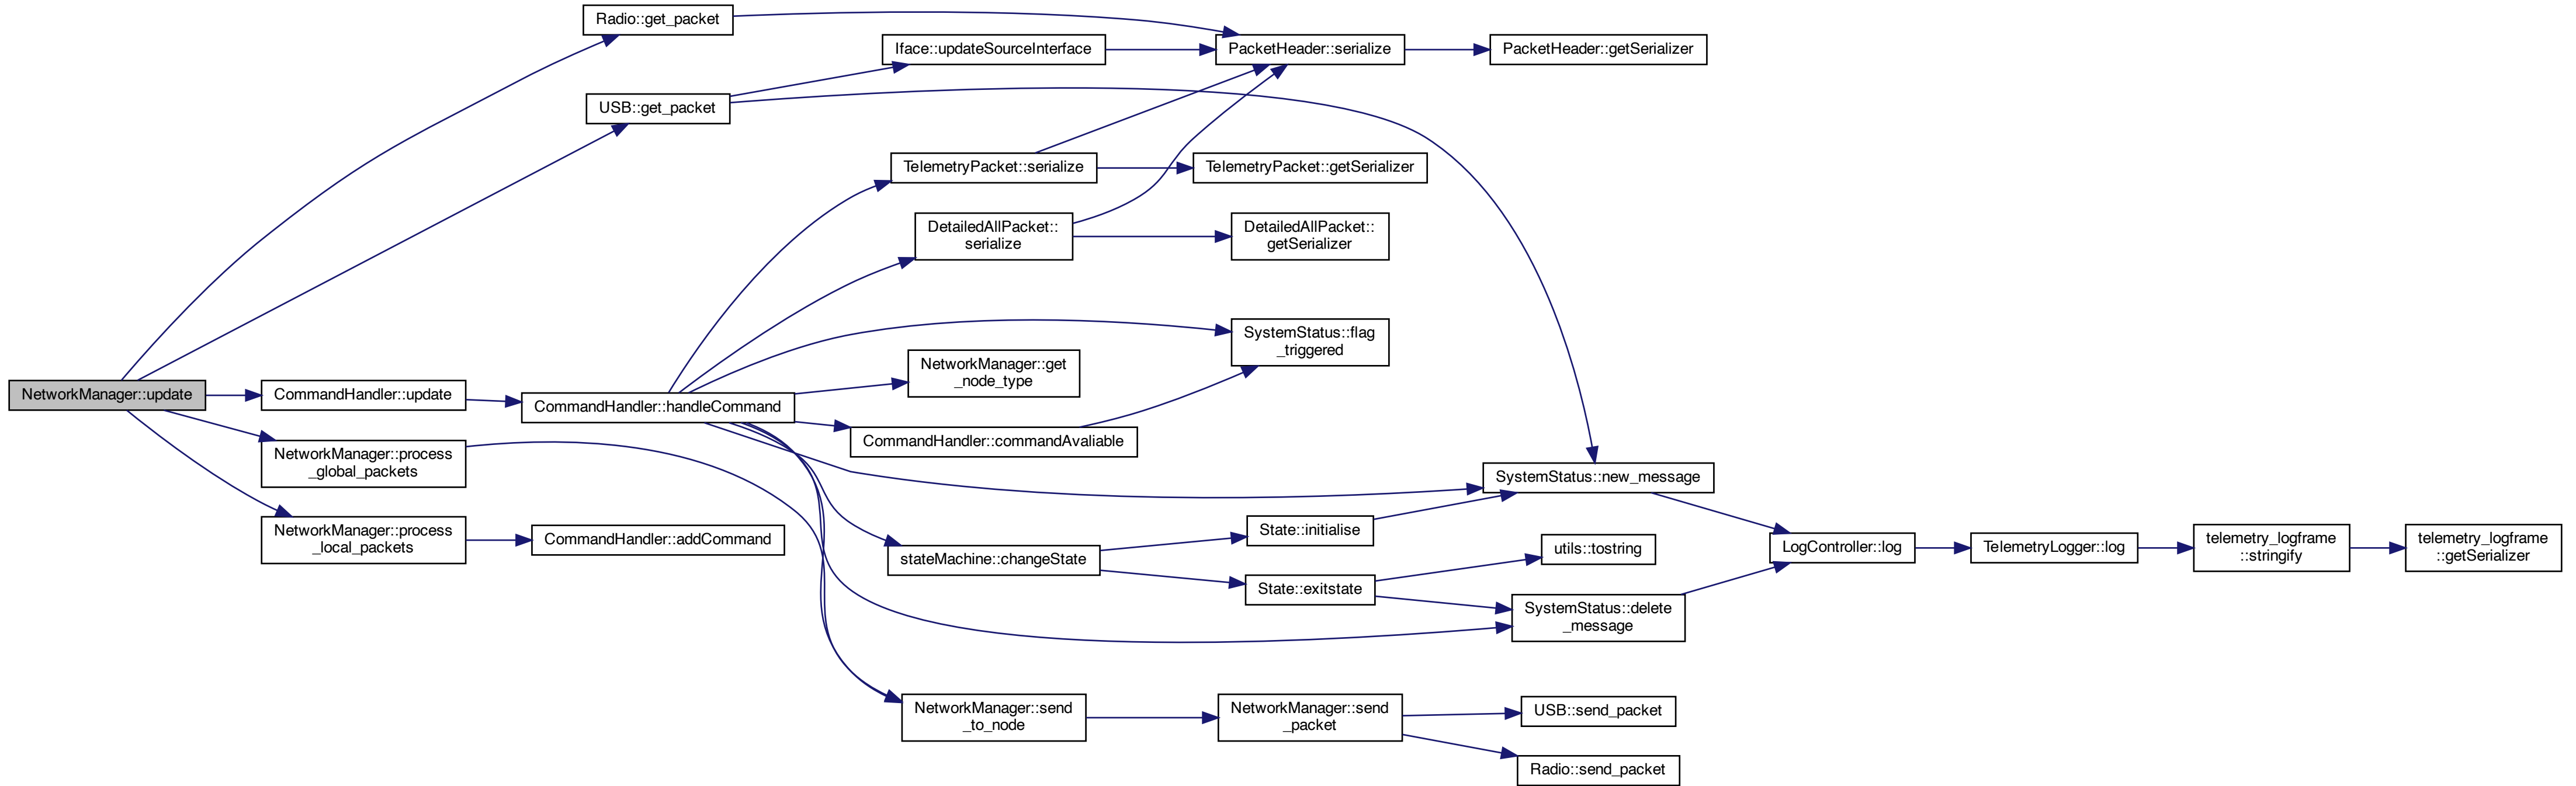 Radio::get_packet
Iface::updateSourceInterface
PacketHeader::serialize
PacketHeader::getSerializer
USB::get_packet
TelemetryPacket::serialize
TelemetryPacket::getSerializer
DetailedAllPacket::
serialize
DetailedAllPacket::
getSerializer
SystemStatus::flag
_triggered
NetworkManager::get
_node_type
NetworkManager::update
CommandHandler::update
CommandHandler::handleCommand
CommandHandler::commandAvaliable
NetworkManager::process
_global_packets
SystemStatus::new_message
NetworkManager::process
_local_packets
CommandHandler::addCommand
State::initialise
stateMachine::changeState
utils::tostring
LogController::log
TelemetryLogger::log
telemetry_logframe
::stringify
telemetry_logframe
::getSerializer
State::exitstate
SystemStatus::delete
_message
NetworkManager::send
_to_node
NetworkManager::send
_packet
USB::send_packet
Radio::send_packet